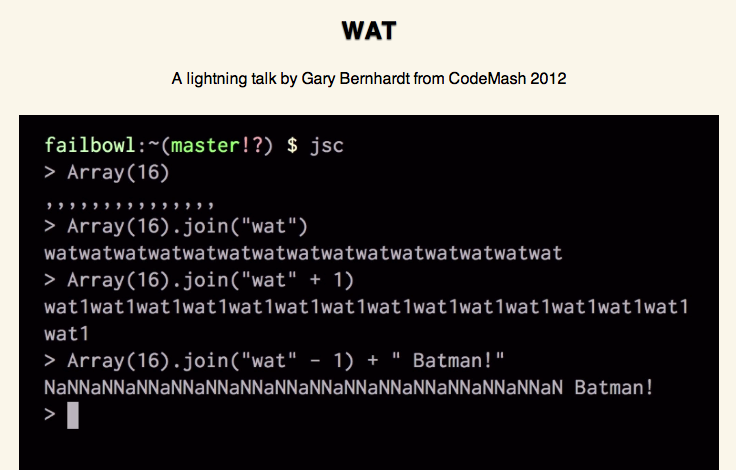 WAT
A lightning talk by Gary Bernhardt from CodeMash 2012
failbowl:~(master!?) $ jsc
> Array(16)
,,,,,,,,,,,,,,,
> Array(16).join("wat")
watwatwatwatwatwatwatwatwatwatwatwatwatwatwat
> Array(16).join("wat" + 1)
wat1wat1wat1wat1wat1wat1wat1wat1wat1wat1wat1wat1wat1wat1
wat1
> Array(16).join("wat" - 1) + " Batman!"
NaNNaNNaNNaNNaNNaNNaNNaNNaNNaNNaNNaNNaNNaNNaN Batman!
>